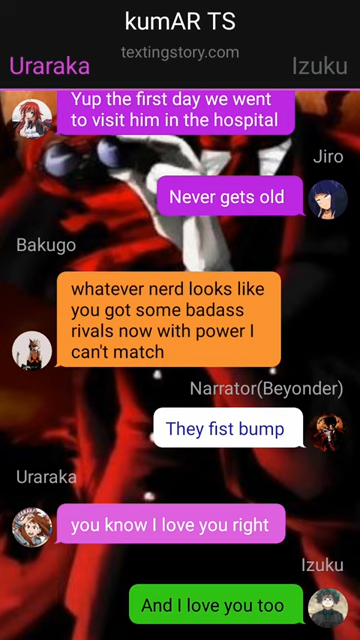 kumAR TS
textingstory.com
Uraraka Izuku
Yup the first day we went
to visit him in the hospital
Jiro
Never gets old
Bakugo
whatever nerd looks like
you got some badass
rivals now with power I
can't match
Narrator(Beyonder)
They fist bump
Uraraka
you know I love you right
Izuku
And I love you too